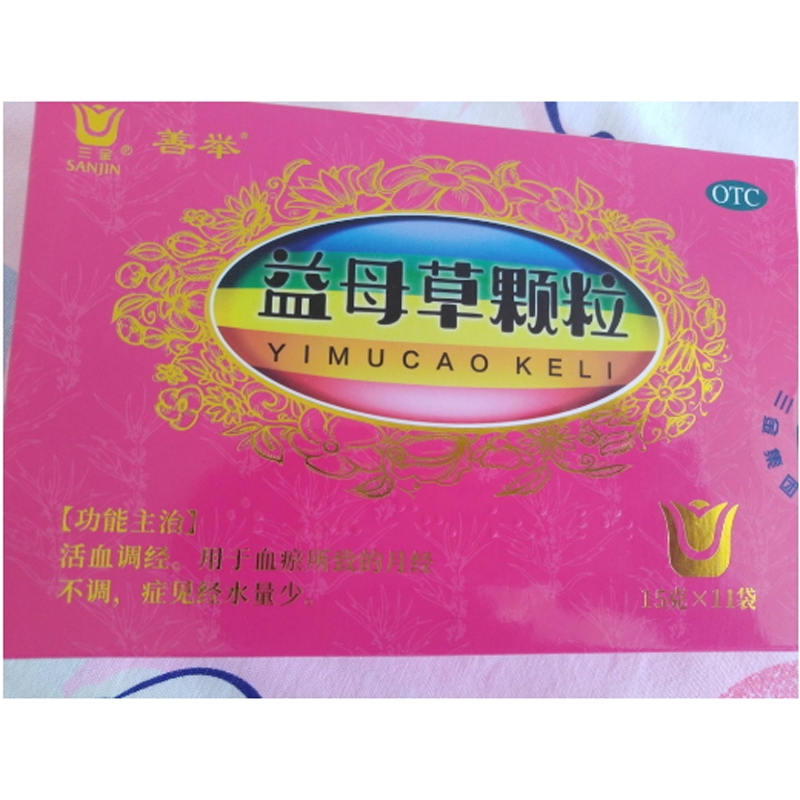 三金®
SANJIN
善举®
OTC
益母草颗粒
YIMUCAO KELI
三金集团
【功能主治】
活血调经。用于血瘀所致的月经
不调，症见经水量少。
15克×11袋